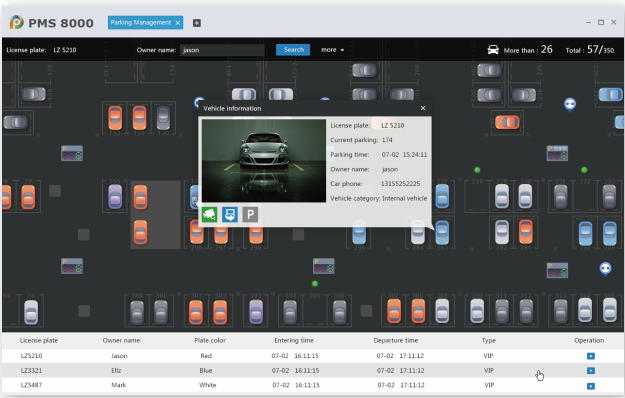 PMS 8000
Parking Management ×
License plate: LZ 5210 Owner name: jason Search more More than : 26 Total : 57/350
Vehicle information ×
License plate: LZ 5210
Current parking: 174
Parking time: 07-02 15:24:11
Owner name: jason
Car phone: 13155252225
Vehicle category: Internal vehicle
P
License plate Owner name Plate color Entering time Departure time Type Operation
LZ5210 Jason Red 07-02 16:11:15 07-02 17:11:12 VIP
LZ3321 Ellz Blue 07-02 16:11:15 07-02 17:11:12 VIP
LZ5487 Mark White 07-02 16:11:15 07-02 17:11:12 VIP